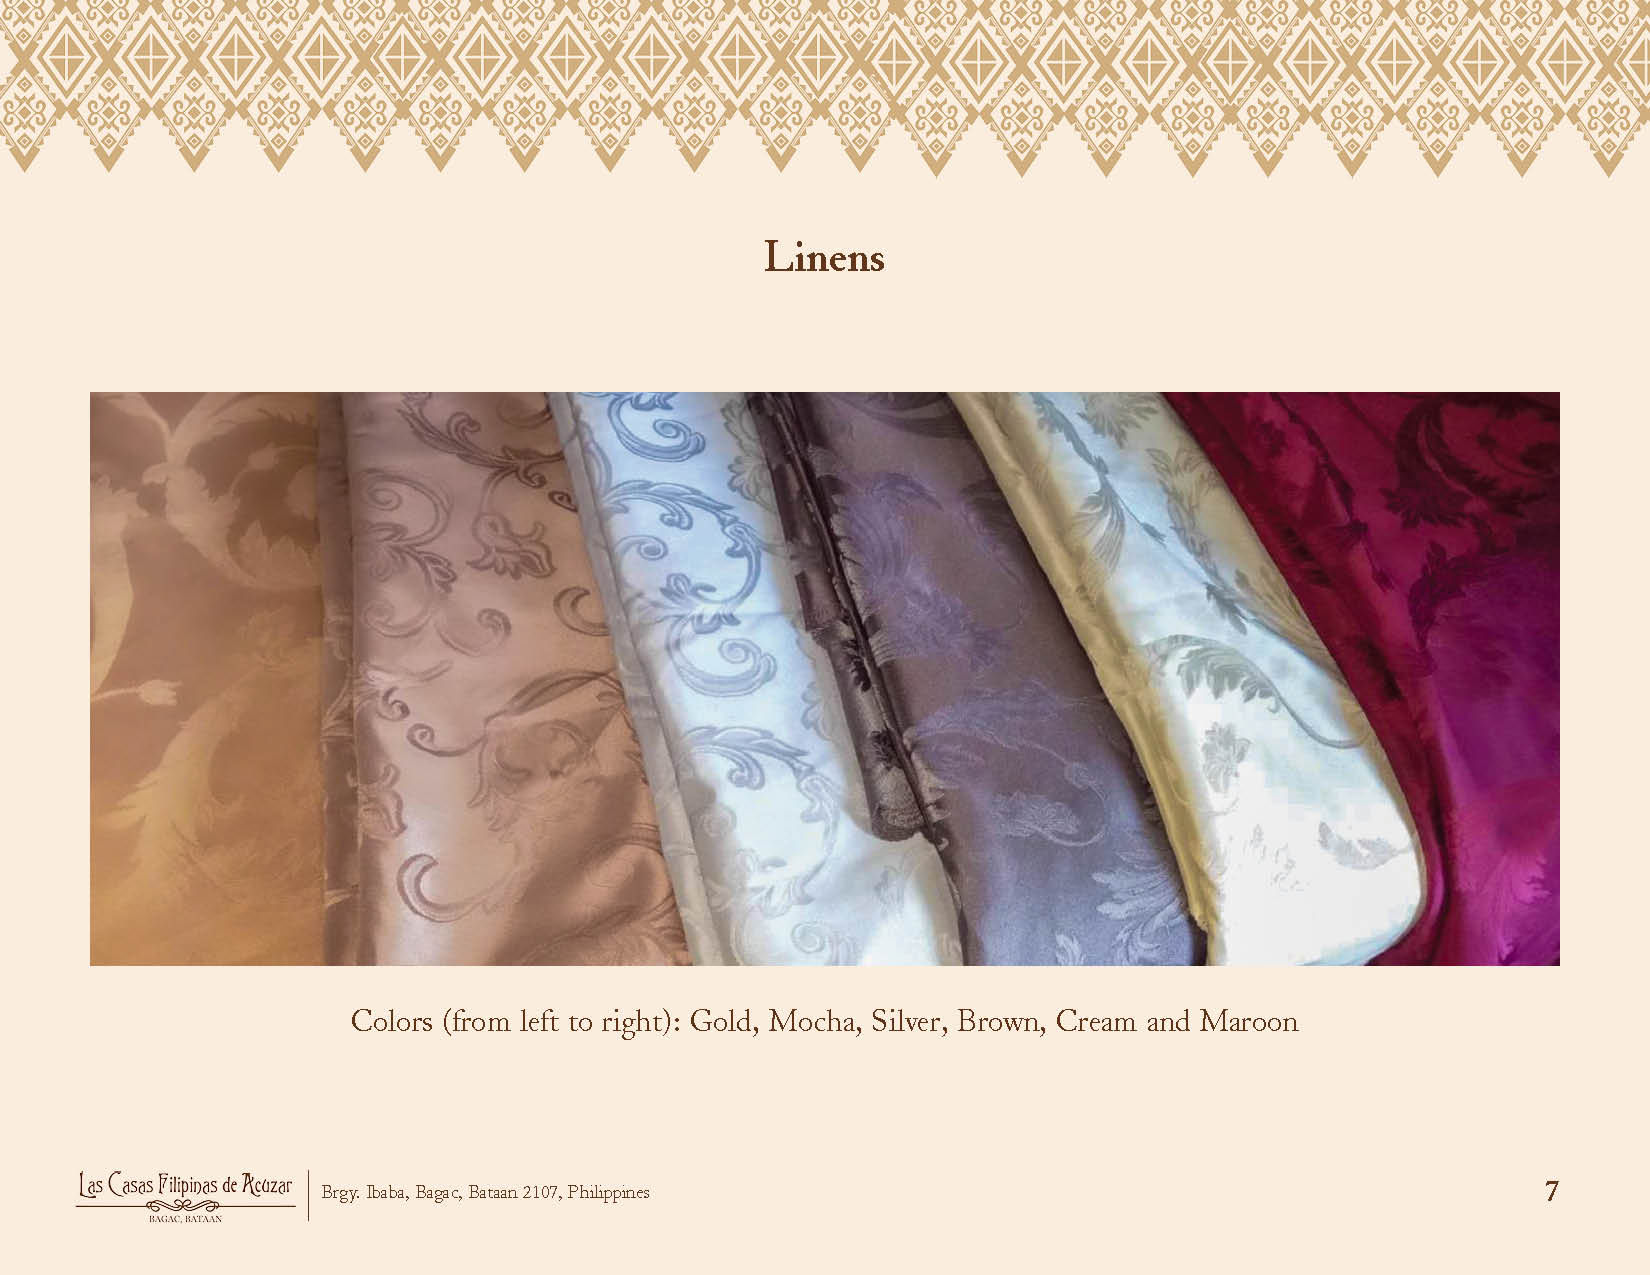 Linens
Colors (from left to right): Gold, Mocha, Silver, Brown, Cream and Maroon
Las Casas Filipinas de Acúzar
BAGAC, BATAAN
Brgy. Ibaba, Bagac, Bataan 2107, Philippines
7